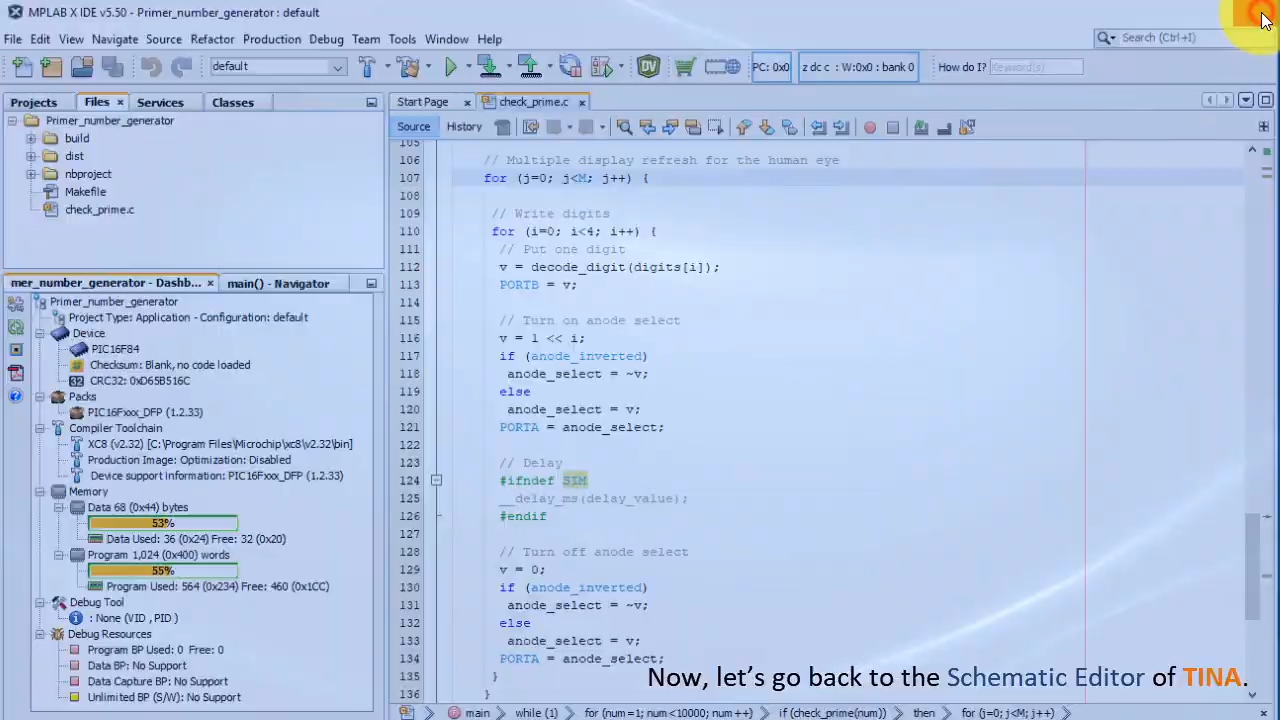 MPLAB X IDE v5.50 - Primer_number_generator : default
File Edit View Navigate Source Refactor Production Debug Team Tools Window Help
Search (Ctrl+I)
default
PC: 0x0
z dc c : W:0x0 : bank 0
How do I? Keyword(s)
Projects Files × Services Classes
Primer_number_generator
build
dist
nbproject
Makefile
check_prime.c
mer_number_generator - Dashb... × main() - Navigator
Primer_number_generator
Project Type: Application - Configuration: default
Device
PIC16F84
Checksum: Blank, no code loaded
CRC32: 0xD65B516C
Packs
PIC16Fxxx_DFP (1.2.33)
Compiler Toolchain
XC8 (v2.32) [C:\Program Files\Microchip\xc8\v2.32\bin]
Production Image: Optimization: Disabled
Device support information: PIC16Fxxx_DFP (1.2.33)
Memory
Data 68 (0x44) bytes
53%
Data Used: 36 (0x24) Free: 32 (0x20)
Program 1,024 (0x400) words
55%
Program Used: 564 (0x234) Free: 460 (0x1CC)
Debug Tool
: None (VID , PID )
Debug Resources
Program BP Used: 0 Free: 0
Data BP: No Support
Data Capture BP: No Support
Unlimited BP (S/W): No Support
Start Page × check_prime.c ×
Source History
105
106 // Multiple display refresh for the human eye
107 for (j=0; j<M; j++) {
108
109 // Write digits
110 for (i=0; i<4; i++) {
111 // Put one digit
112 v = decode_digit(digits[i]);
113 PORTB = v;
114
115 // Turn on anode select
116 v = 1 << i;
117 if (anode_inverted)
118 anode_select = ~v;
119 else
120 anode_select = v;
121 PORTA = anode_select;
122
123 // Delay
124 #ifndef SIM
125 __delay_ms(delay_value);
126 #endif
127
128 // Turn off anode select
129 v = 0;
130 if (anode_inverted)
131 anode_select = ~v;
132 else
133 anode_select = v;
134 PORTA = anode_select;
135 }
136 }
Now, let's go back to the Schematic Editor of TINA.
main while (1) for (num=1; num<10000; num++) if (check_prime(num)) then for (j=0; j<M; j++)